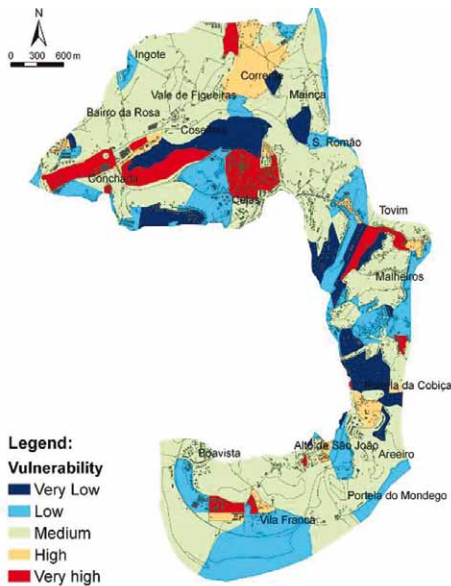 N
0 600 m
Ingote
Corrente
Vale de Figueiras
Mainça
Bairro da Rosa
Coselhas
S. Romão
Conchada
Celas
Tovim
Malheiros
Portela da Cobiça
Boavista
Alto de São João
Areeiro
Portela do Mondego
Vila Franca
Legend:
Vulnerability
Very Low
Low
Medium
High
Very high